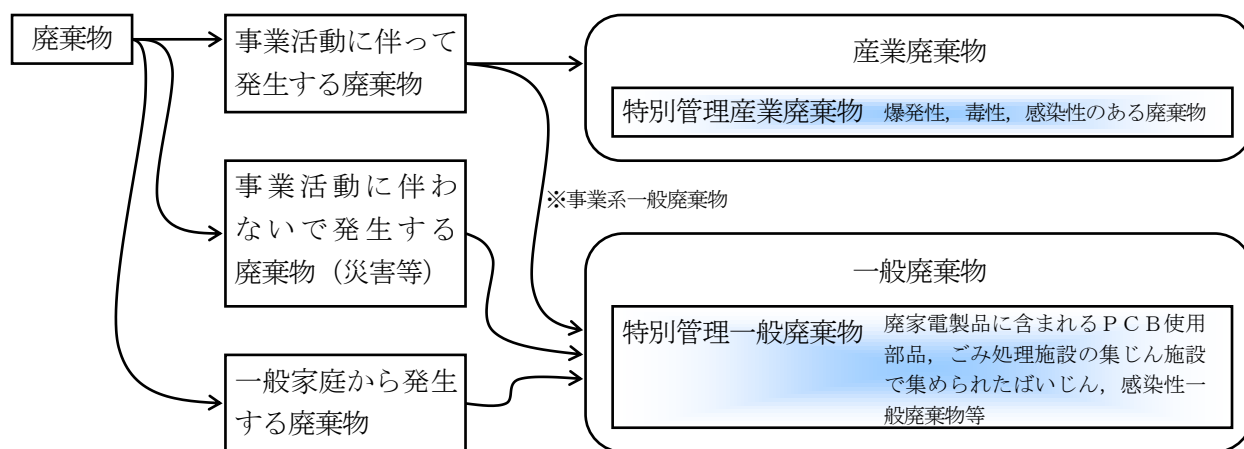 廃棄物
事業活動に伴って
発生する廃棄物
事業活動に伴わ
ないで発生する
廃棄物（災害等）
一般家庭から発生
する廃棄物
※事業系一般廃棄物
産業廃棄物
特別管理産業廃棄物 爆発性，毒性，感染性のある廃棄物
一般廃棄物
特別管理一般廃棄物 廃家電製品に含まれるＰＣＢ使用
部品，ごみ処理施設の集じん施設
で集められたばいじん，感染性一
般廃棄物等